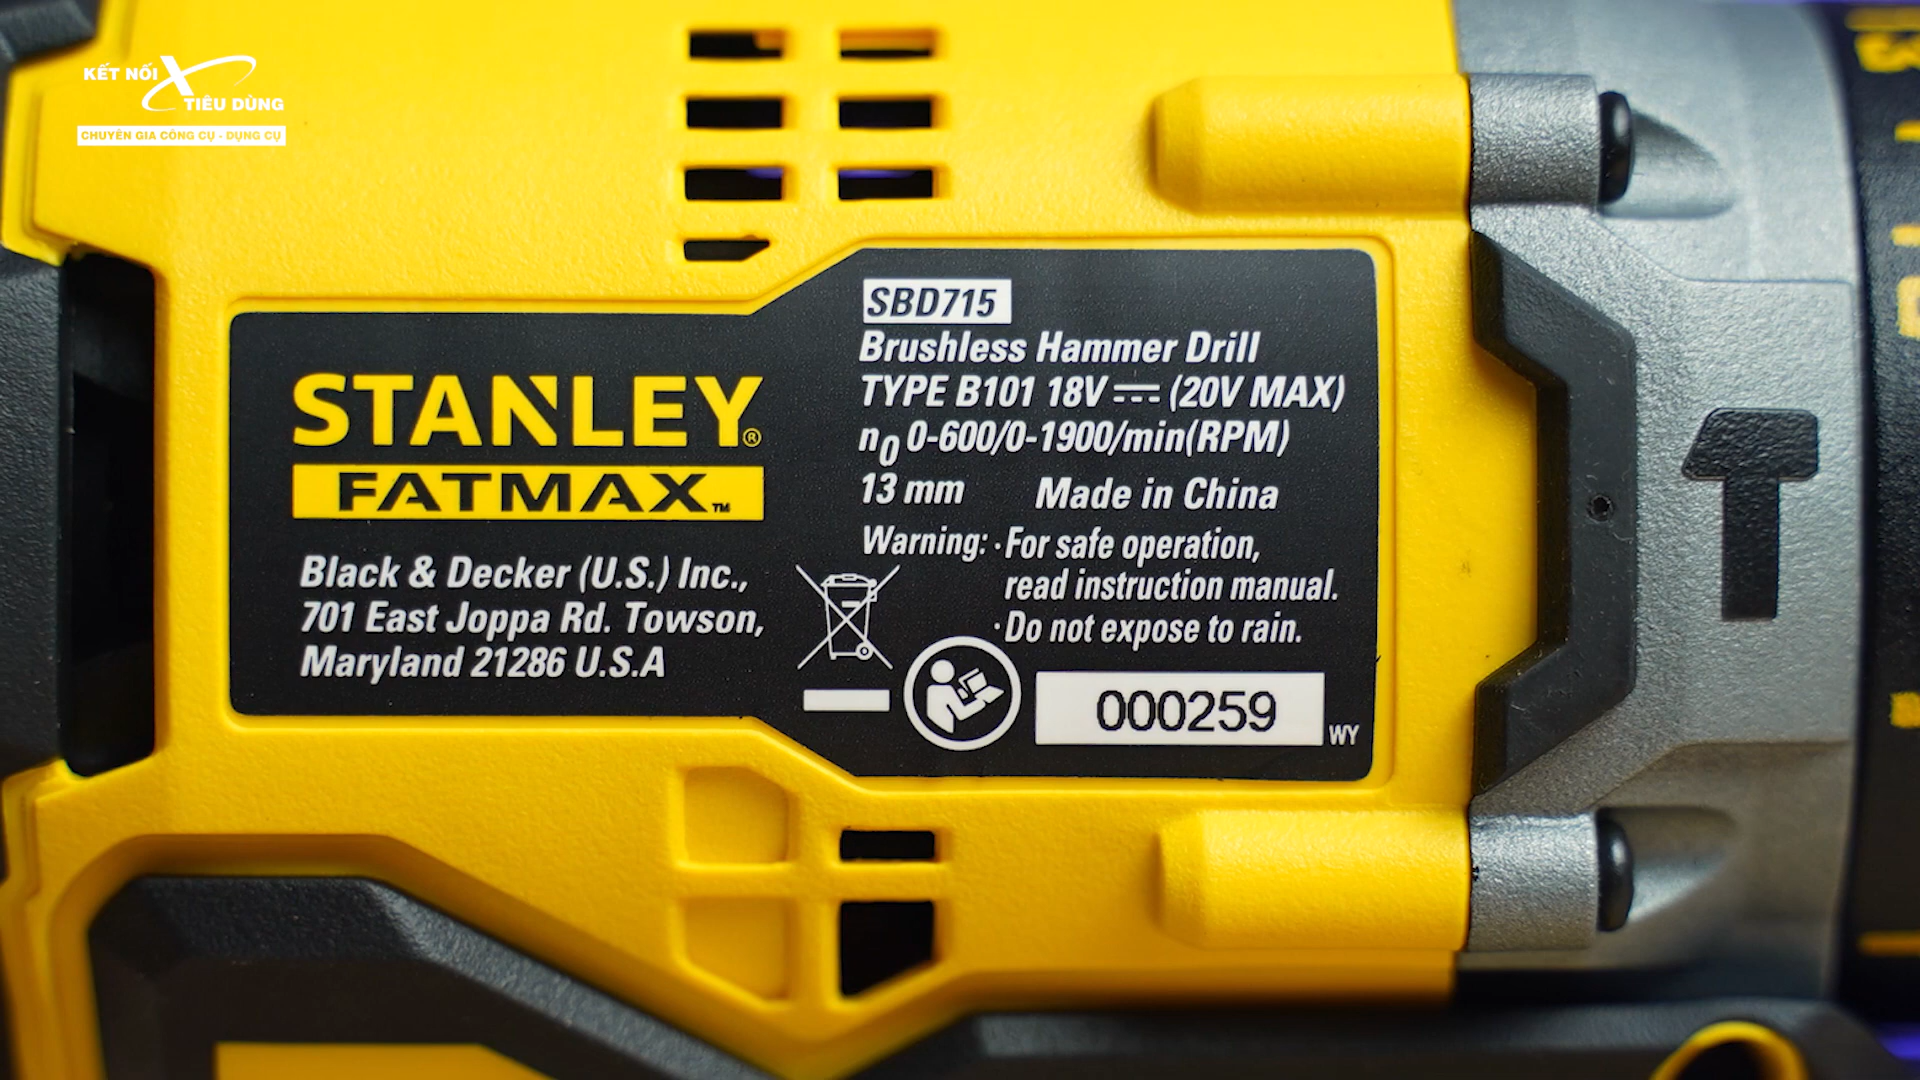 KẾT NỐI
TIÊU DÙNG
CHUYÊN GIA CÔNG CỤ - DỤNG CỤ
STANLEY®
FATMAX™
Black & Decker (U.S.) Inc.,
701 East Joppa Rd. Towson,
Maryland 21286 U.S.A
SBD715
Brushless Hammer Drill
TYPE B101 18V ⎓ (20V MAX)
n₀ 0-600/0-1900/min(RPM)
13 mm Made in China
Warning: ·For safe operation,
read instruction manual.
·Do not expose to rain.
000259
WY